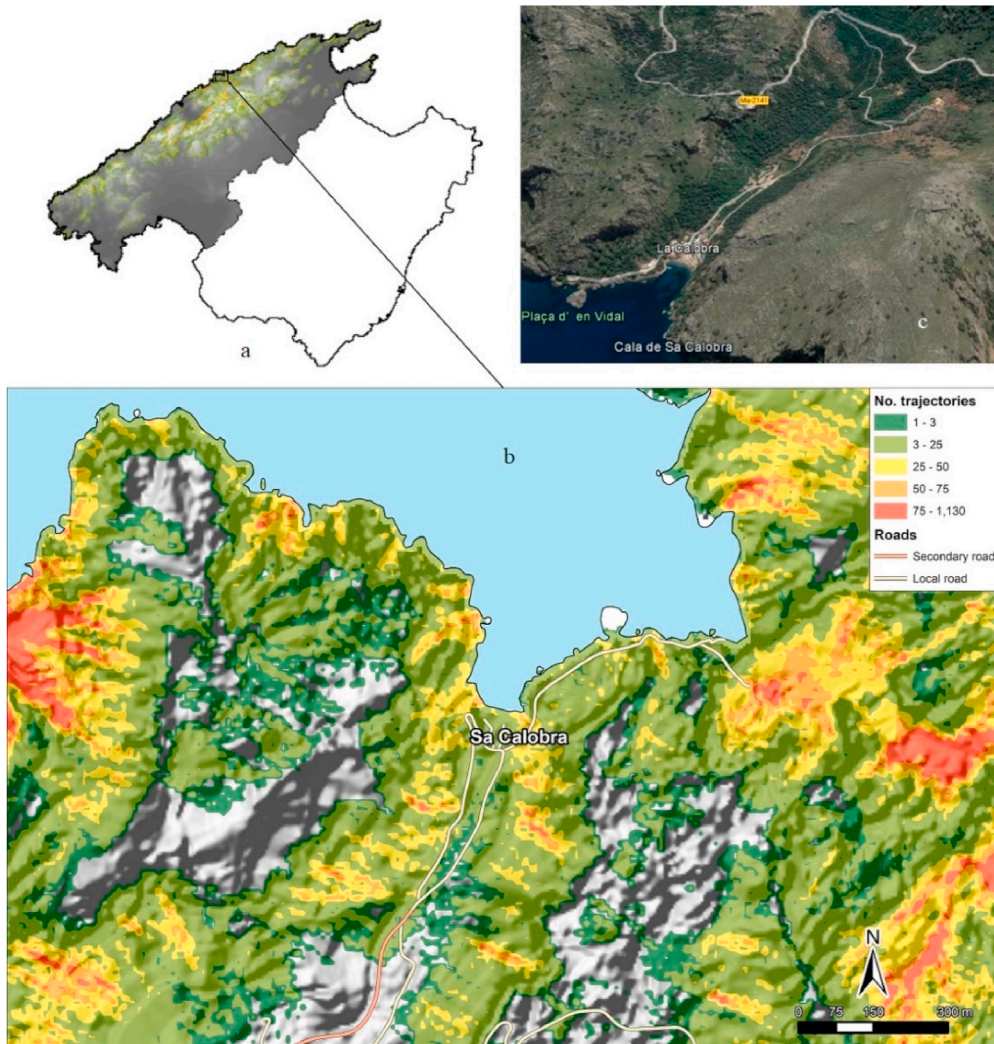 a
Ma-2141
La Calobra
Plaça d' en Vidal
Cala de Sa Calobra
c
b
No. trajectories
1 - 3
3 - 25
25 - 50
50 - 75
75 - 1,130
Roads
Secondary road
Local road
Sa Calobra
N
0 75 150 300 m